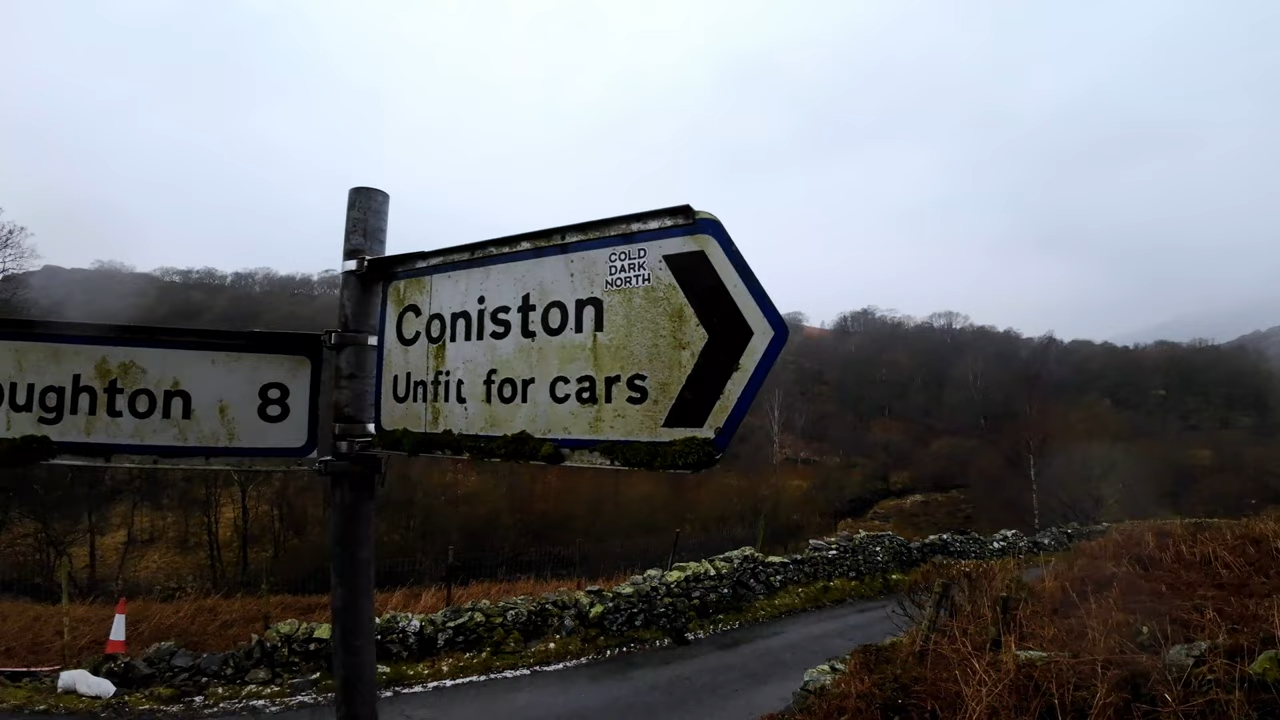 oughton 8
Coniston
Unfit for cars
COLD
DARK
NORTH